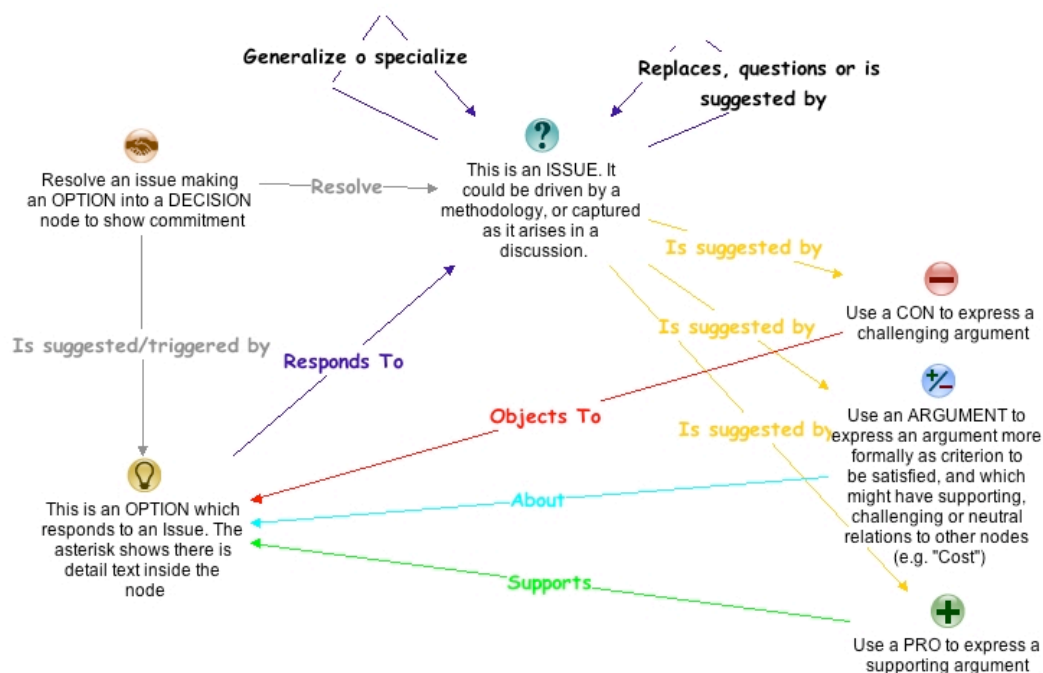 Generalize o specialize
Replaces, questions or is
suggested by
?
This is an ISSUE. It
could be driven by a
methodology, or captured
as it arises in a
discussion.
Resolve an issue making
an OPTION into a DECISION
node to show commitment
Resolve
Is suggested by
Use a CON to express a
challenging argument
Is suggested by
Is suggested/triggered by
Responds To
+/-
Objects To
Is suggested by
Use an ARGUMENT to
express an argument more
formally as criterion to
be satisfied, and which
might have supporting,
challenging or neutral
relations to other nodes
(e.g. "Cost")
This is an OPTION which
responds to an Issue. The
asterisk shows there is
detail text inside the
node
About
Supports
Use a PRO to express a
supporting argument